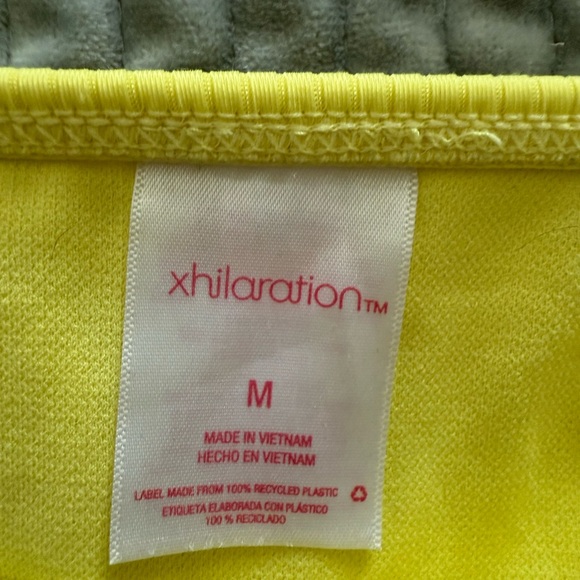 xhilaration™
M
MADE IN VIETNAM
HECHO EN VIETNAM
LABEL MADE FROM 100% RECYCLED PLASTIC
ETIQUETA ELABORADA CON PLÁSTICO
100 % RECICLADO